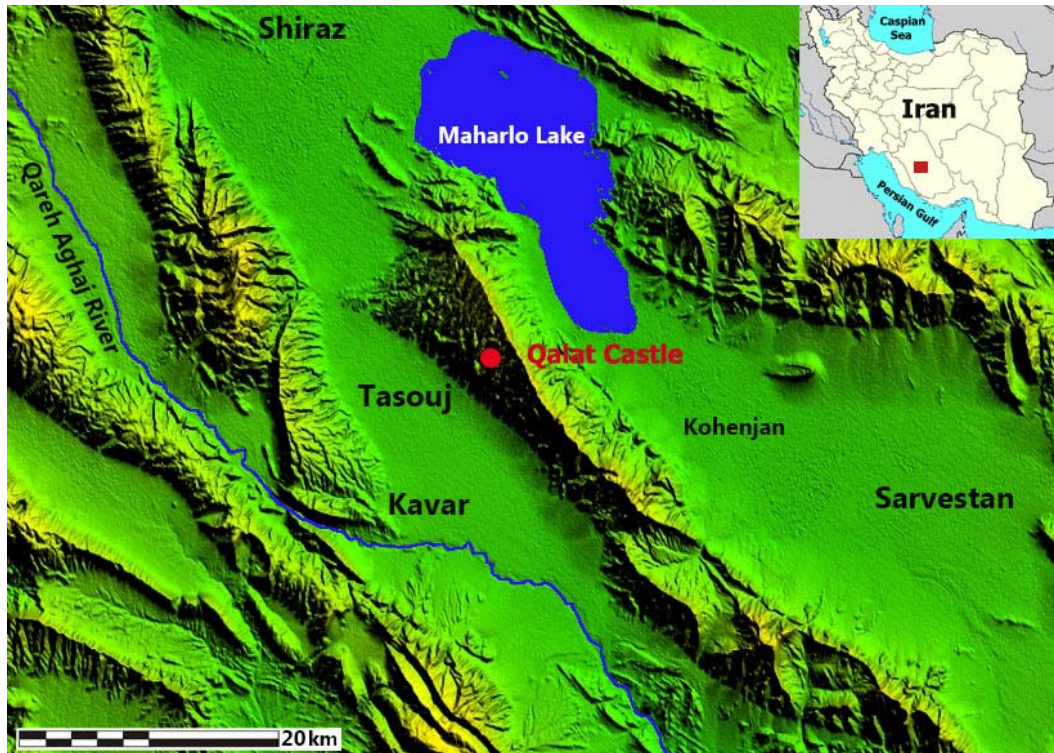 Shiraz
Caspian
Sea
Iran
Persian Gulf
Maharlo Lake
Qareh Aghaj River
Qalat Castle
Tasouj
Kohenjan
Kavar
Sarvestan
20km